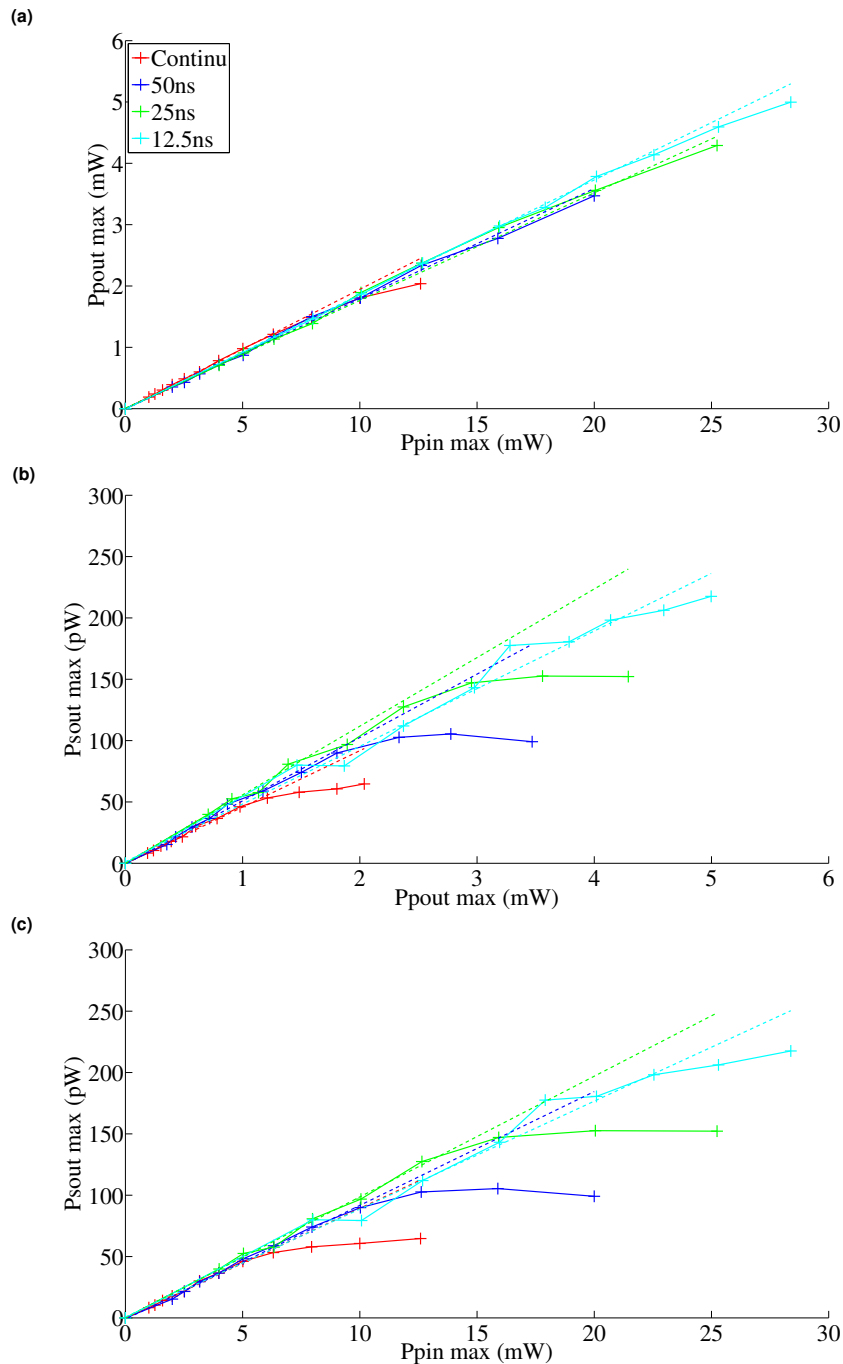 (a)
6
5
4
3
2
1
0
Ppout max (mW)
Continu
50ns
25ns
12.5ns
0 5 10 15 20 25 30
Ppin max (mW)
(b)
300
250
200
150
100
50
0
Psout max (pW)
0 1 2 3 4 5 6
Ppout max (mW)
(c)
300
250
200
150
100
50
0
Psout max (pW)
0 5 10 15 20 25 30
Ppin max (mW)